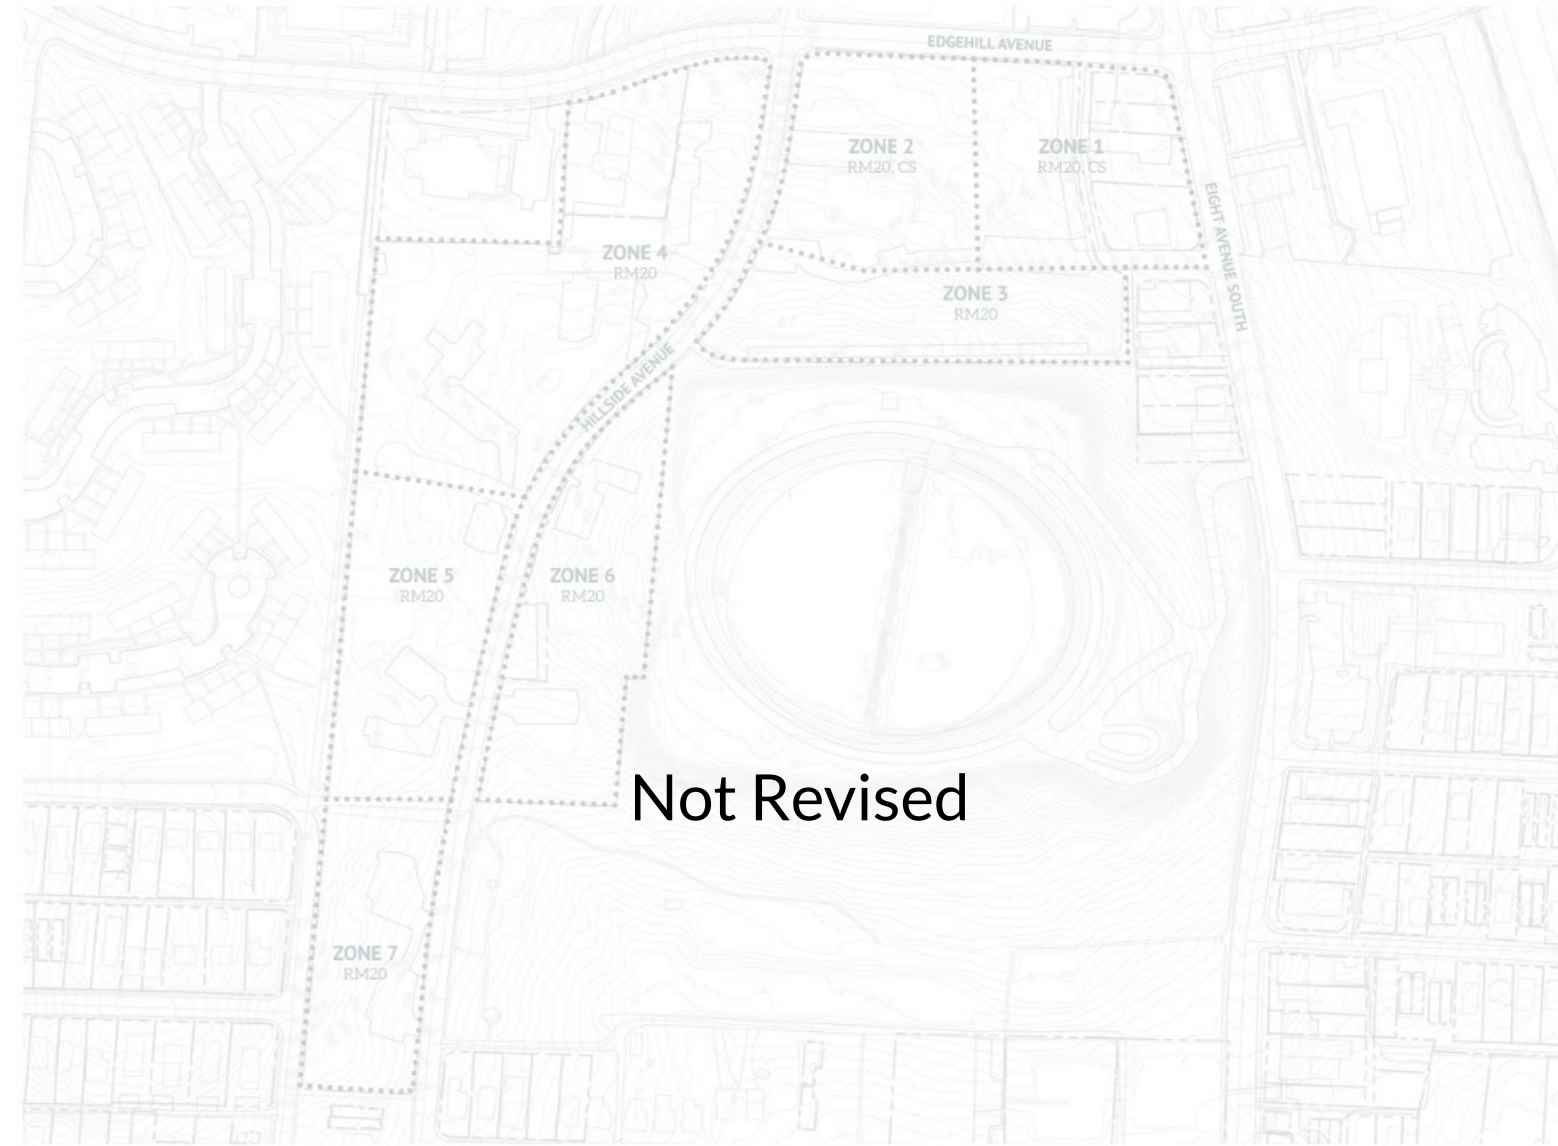 EDGEHILL AVENUE
ZONE 2
RM20, CS
ZONE 1
RM20, CS
EIGHT AVENUE SOUTH
ZONE 4
RM20
ZONE 3
RM20
HILLSIDE AVENUE
ZONE 5
RM20
ZONE 6
RM20
Not Revised
ZONE 7
RM20